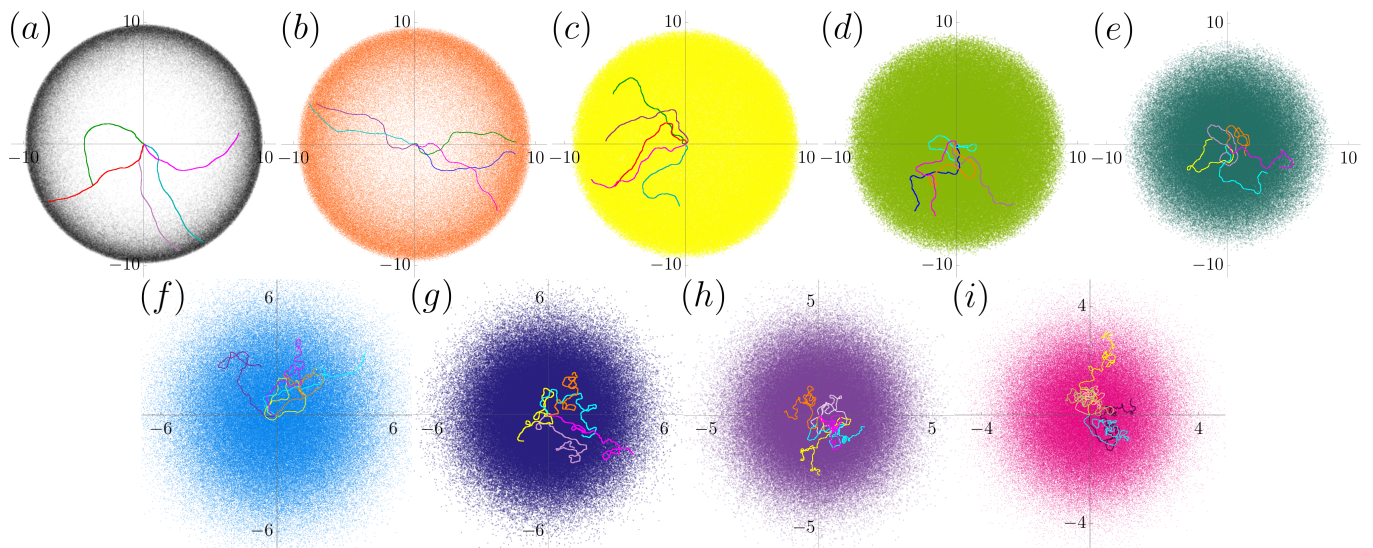 (a) 10 −10 10 −10
(b) 10 −10 10 −10
(c) 10 −10 10 −10
(d) 10 −10 10 −10
(e) 10 −10 10 −10
(f) 6 −6 6 −6
(g) 6 −6 6 −6
(h) 5 −5 5 −5
(i) 4 −4 4 −4